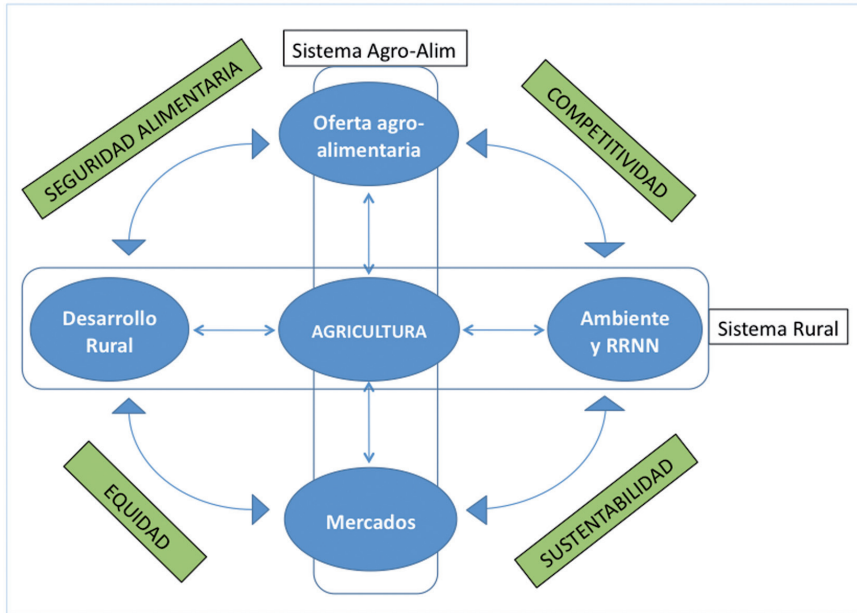 Sistema Agro-Alim
SEGURIDAD ALIMENTARIA
COMPETITIVIDAD
Oferta agro-
alimentaria
Desarrollo
Rural
AGRICULTURA
Ambiente
y RRNN
Sistema Rural
EQUIDAD
Mercados
SUSTENTABILIDAD